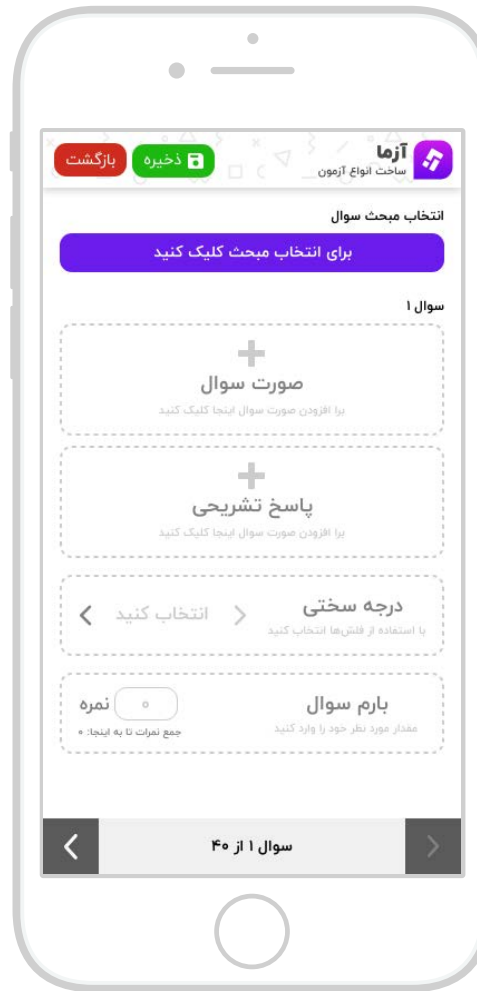 آزما
ساخت انواع آزمون
ذخیره
بازگشت
انتخاب مبحث سوال
برای انتخاب مبحث کلیک کنید
سوال ۱
صورت سوال
برا افزودن صورت سوال اینجا کلیک کنید
پاسخ تشریحی
برا افزودن صورت سوال اینجا کلیک کنید
درجه سختی
با استفاده از فلش‌ها انتخاب کنید
انتخاب کنید
بارم سوال
مقدار مورد نظر خود را وارد کنید
۰ نمره
جمع نمرات تا به اینجا: ۰
سوال ۱ از ۴۰